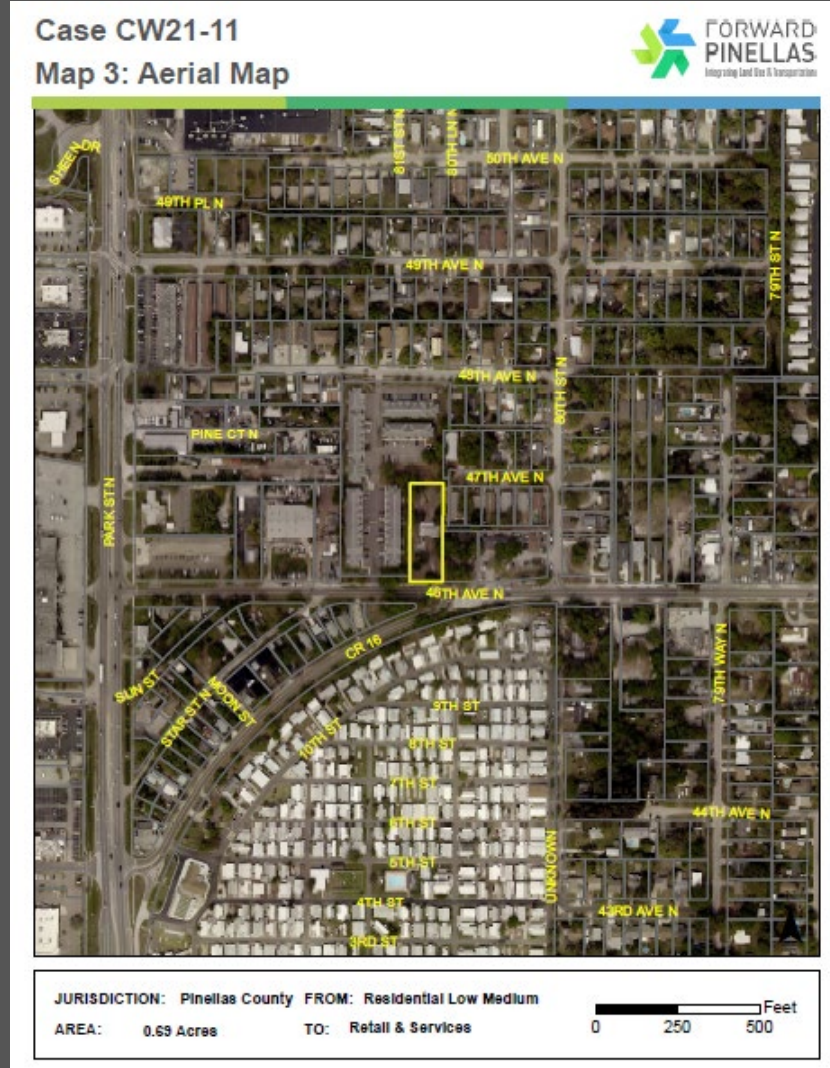 Case CW21-11
Map 3: Aerial Map
FORWARD
PINELLAS
Integrating Land Use & Transportation
81ST ST N
80TH LN N
50TH AVE N
SHEEN DR
49TH PL N
49TH AVE N
79TH ST N
48TH AVE N
80TH ST N
PINE CT N
47TH AVE N
PARK ST N
46TH AVE N
CR 16
SUN ST
STAR ST N
MOON ST
79TH WAY N
10TH ST
9TH ST
8TH ST
7TH ST
6TH ST
44TH AVE N
5TH ST
UNKNOWN
4TH ST
43RD AVE N
3RD ST
JURISDICTION: Pinellas County FROM: Residential Low Medium
AREA: 0.69 Acres TO: Retail & Services
Feet
0 250 500